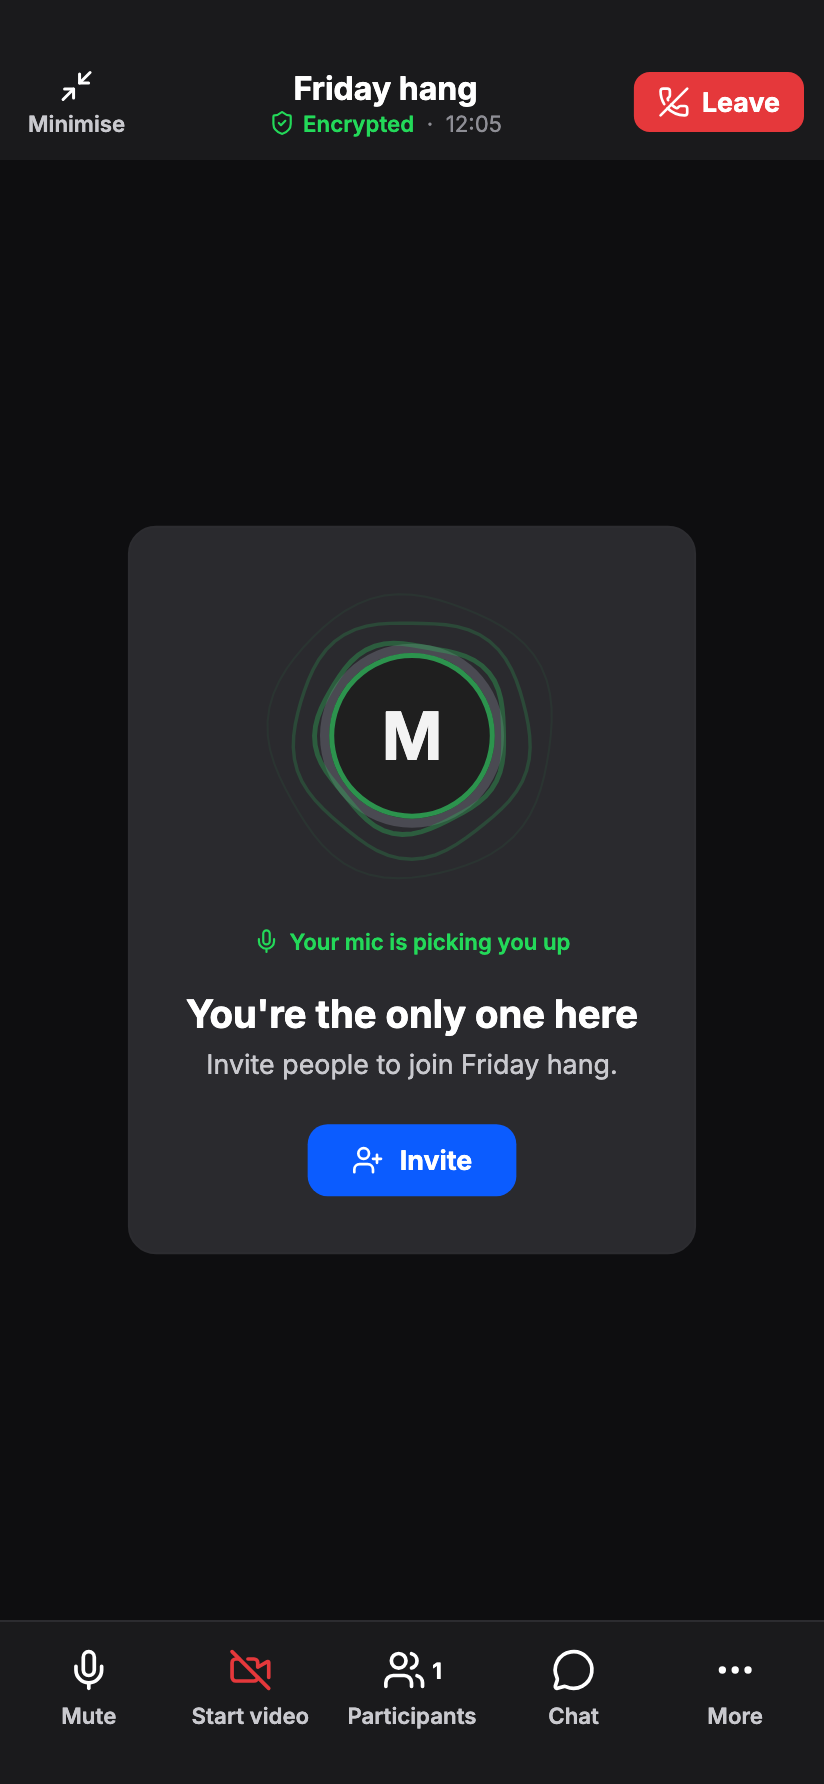 Minimise
Friday hang
Encrypted · 12:05
Leave
M
Your mic is picking you up
You're the only one here
Invite people to join Friday hang.
Invite
1
Mute
Start video
Participants
Chat
More